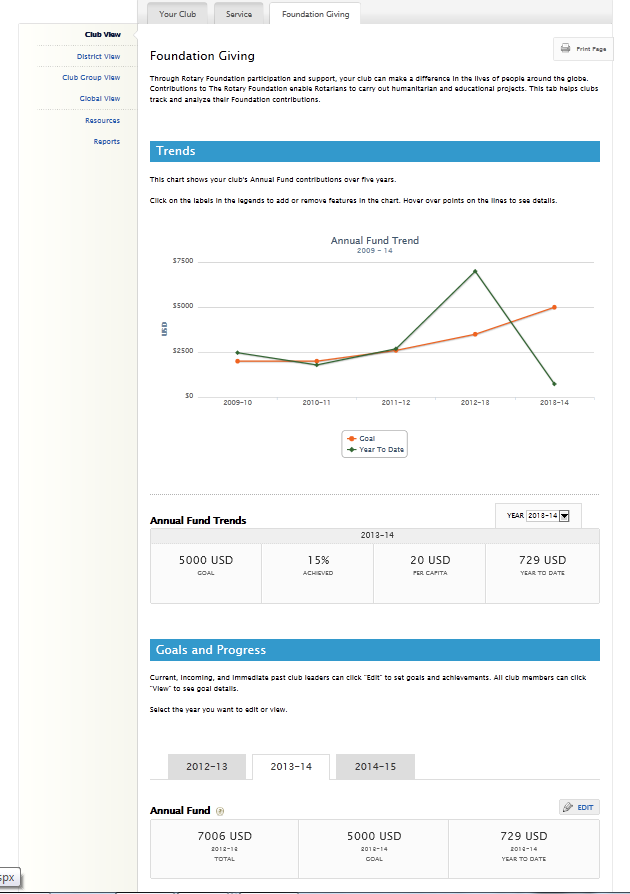 Your Club
Service
Foundation Giving
Club View
District View
Club Group View
Global View
Resources
Reports
Foundation Giving
Print Page
Through Rotary Foundation participation and support, your club can make a difference in the lives of people around the globe.
Contributions to The Rotary Foundation enable Rotarians to carry out humanitarian and educational projects. This tab helps clubs
track and analyze their Foundation contributions.
Trends
This chart shows your club's Annual Fund contributions over five years.
Click on the labels in the legends to add or remove features in the chart. Hover over points on the lines to see details.
Annual Fund Trend
2009 - 14
$7500
$5000
$2500
$0
USD
2009-10
2010-11
2011-12
2012-13
2013-14
Goal
Year To Date
YEAR 2013-14
Annual Fund Trends
2013-14
5000 USD
GOAL
15%
ACHIEVED
20 USD
PER CAPITA
729 USD
YEAR TO DATE
Goals and Progress
Current, incoming, and immediate past club leaders can click "Edit" to set goals and achievements. All club members can click
"View" to see goal details.
Select the year you want to edit or view.
2012-13
2013-14
2014-15
Annual Fund ?
EDIT
7006 USD
2012-13
TOTAL
5000 USD
2013-14
GOAL
729 USD
2013-14
YEAR TO DATE
spx